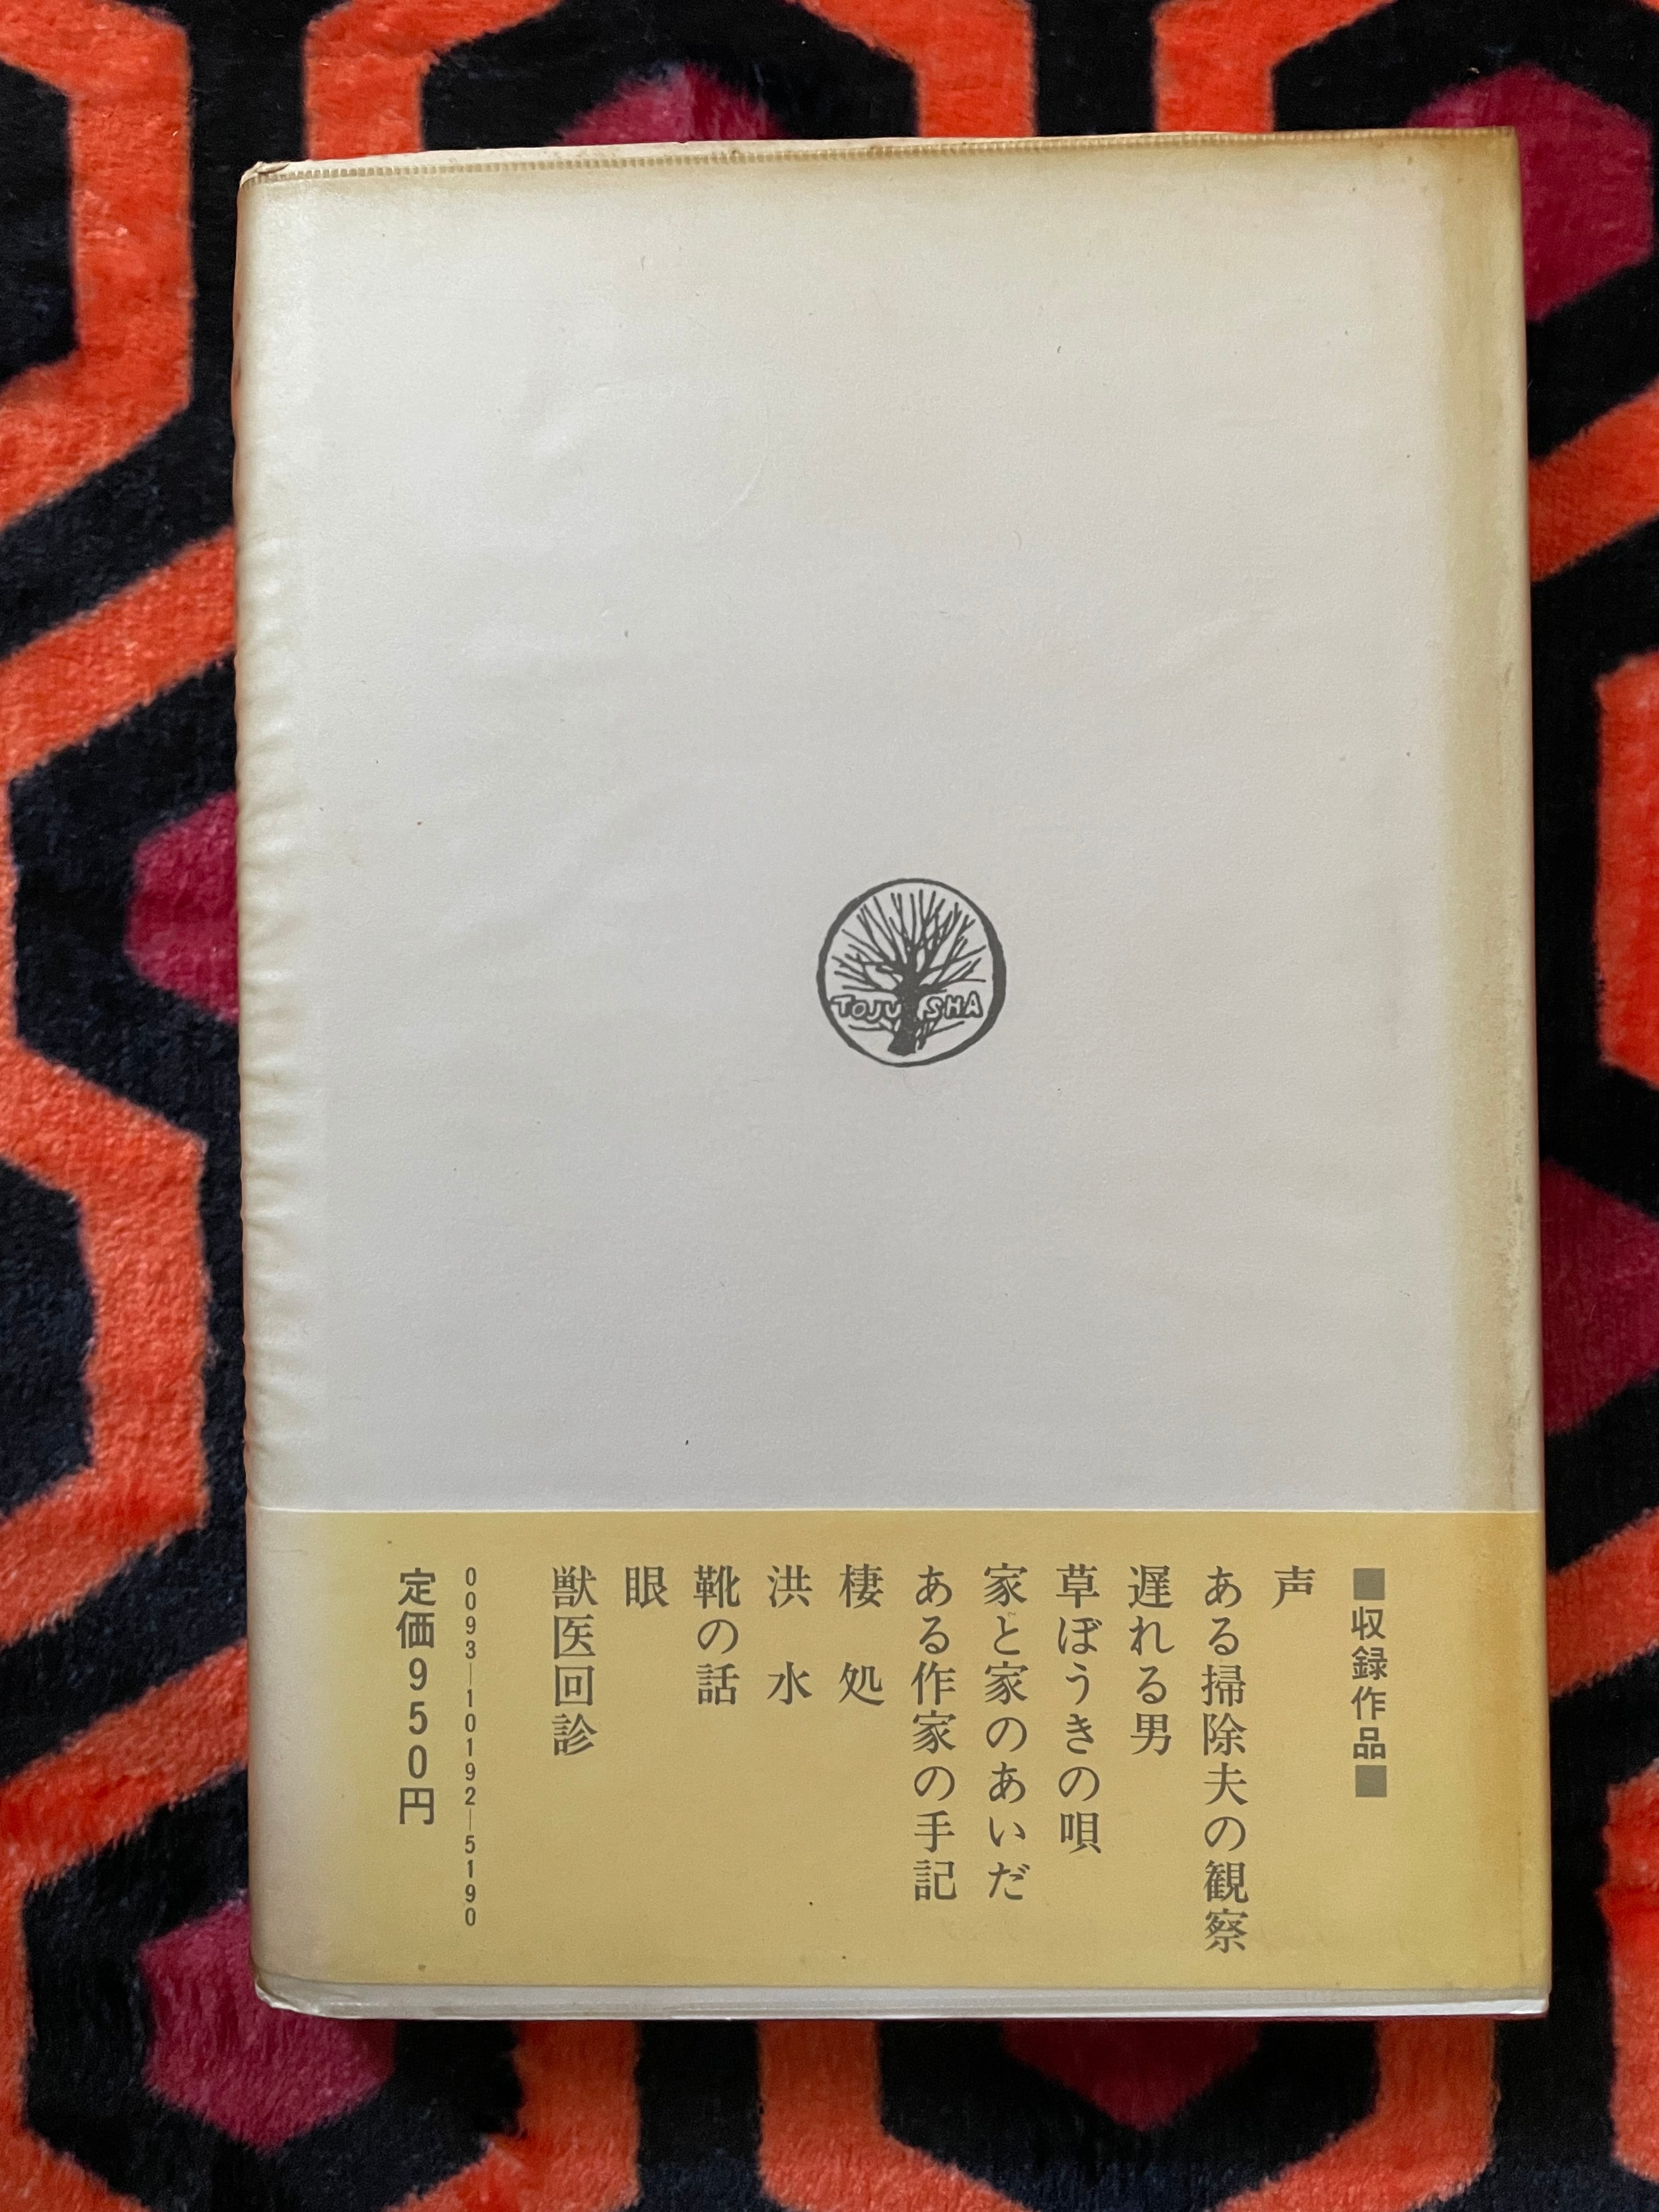 TOJUSHA
■収録作品■
声
ある掃除夫の観察
遅れる男
草ぼうきの唄
家と家のあいだ
ある作家の手記
棲処
洪水
靴の話
眼
獣医回診
0093—10192—5190
定価950円